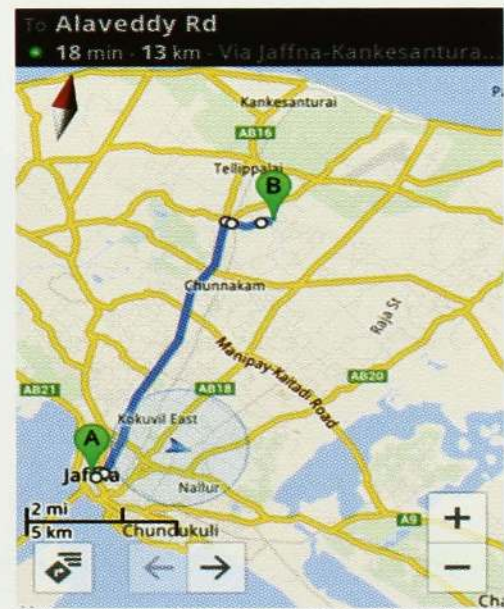 To Alaveddy Rd
18 min - 13 km - Via Jaffna-Kankesantura...
Kankesanturai
AB16
Tellippalai
B
Chunnakam
Raja St
Manipay-Kaitadi Road
AB21
AB18
AB20
Kokuvil East
A
Jaffna
Nallur
2 mi
5 km
Chundukuli
A9
+
−
← →